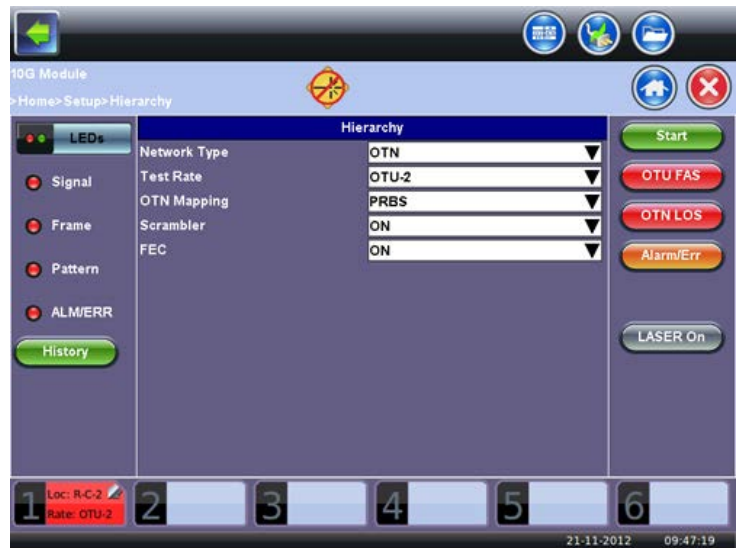 10G Module
>Home>Setup>Hierarchy
LEDs
Signal
Frame
Pattern
ALM/ERR
History
Hierarchy
Network Type OTN
Test Rate OTU-2
OTN Mapping PRBS
Scrambler ON
FEC ON
Start
OTU FAS
OTN LOS
Alarm/Err
LASER On
1 Loc: R-C-2
Rate: OTU-2
2
3
4
5
6
21-11-2012 09:47:19